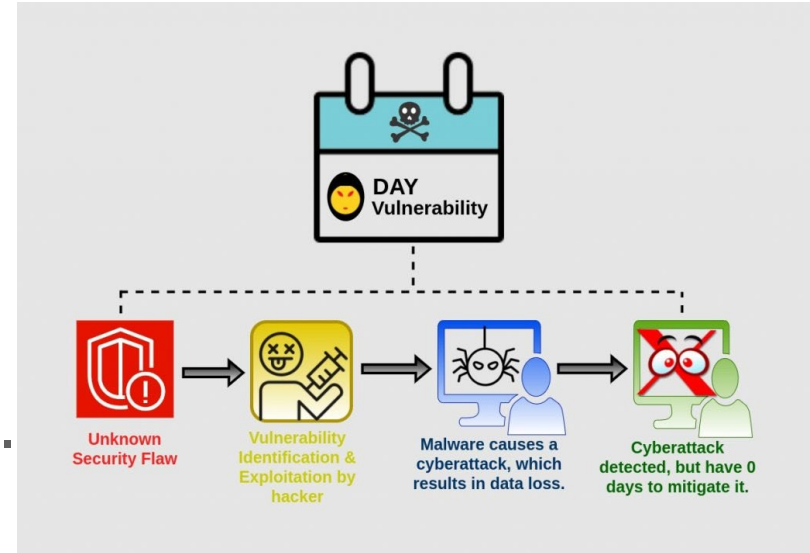 DAY
Vulnerability
Unknown
Security Flaw
Vulnerability
Identification &
Exploitation by
hacker
Malware causes a
cyberattack, which
results in data loss.
Cyberattack
detected, but have 0
days to mitigate it.